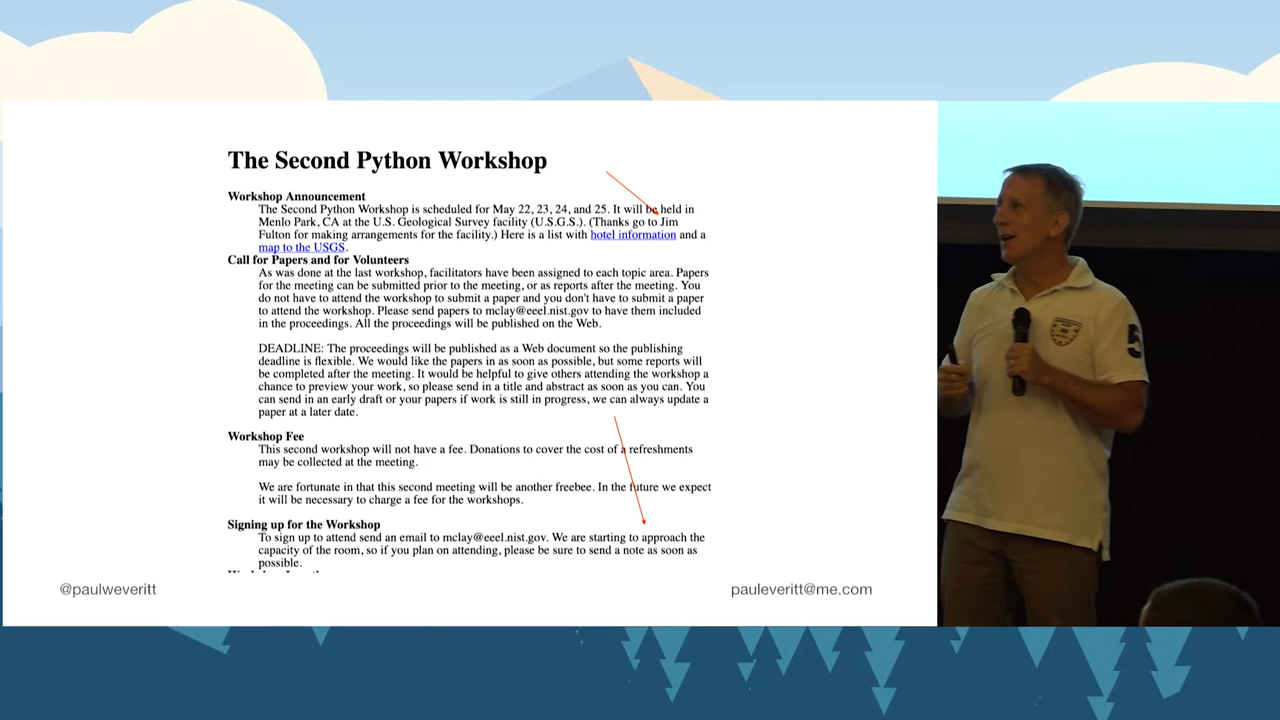 The Second Python Workshop
Workshop Announcement
The Second Python Workshop is scheduled for May 22, 23, 24, and 25. It will be held in
Menlo Park, CA at the U.S. Geological Survey facility (U.S.G.S.). (Thanks go to Jim
Fulton for making arrangements for the facility.) Here is a list with hotel information and a
map to the USGS.
Call for Papers and for Volunteers
As was done at the last workshop, facilitators have been assigned to each topic area. Papers
for the meeting can be submitted prior to the meeting, or as reports after the meeting. You
do not have to attend the workshop to submit a paper and you don't have to submit a paper
to attend the workshop. Please send papers to mclay@eeel.nist.gov to have them included
in the proceedings. All the proceedings will be published on the Web.
DEADLINE: The proceedings will be published as a Web document so the publishing
deadline is flexible. We would like the papers in as soon as possible, but some reports will
be completed after the meeting. It would be helpful to give others attending the workshop a
chance to preview your work, so please send in a title and abstract as soon as you can. You
can send in an early draft or your papers if work is still in progress, we can always update a
paper at a later date.
Workshop Fee
This second workshop will not have a fee. Donations to cover the cost of a refreshments
may be collected at the meeting.
We are fortunate in that this second meeting will be another freebee. In the future we expect
it will be necessary to charge a fee for the workshops.
Signing up for the Workshop
To sign up to attend send an email to mclay@eeel.nist.gov. We are starting to approach the
capacity of the room, so if you plan on attending, please be sure to send a note as soon as
possible.
@paulweveritt
pauleveritt@me.com
5